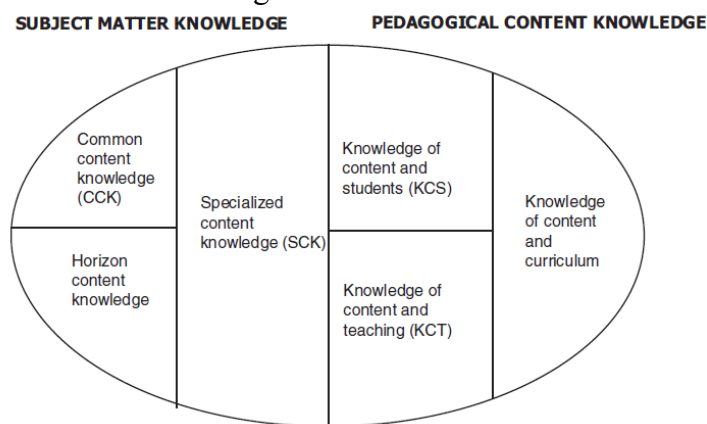 SUBJECT MATTER KNOWLEDGE
PEDAGOGICAL CONTENT KNOWLEDGE
Common
content
knowledge
(CCK)
Horizon
content
knowledge
Specialized
content
knowledge (SCK)
Knowledge of
content and
students (KCS)
Knowledge of
content and
teaching (KCT)
Knowledge
of content
and
curriculum